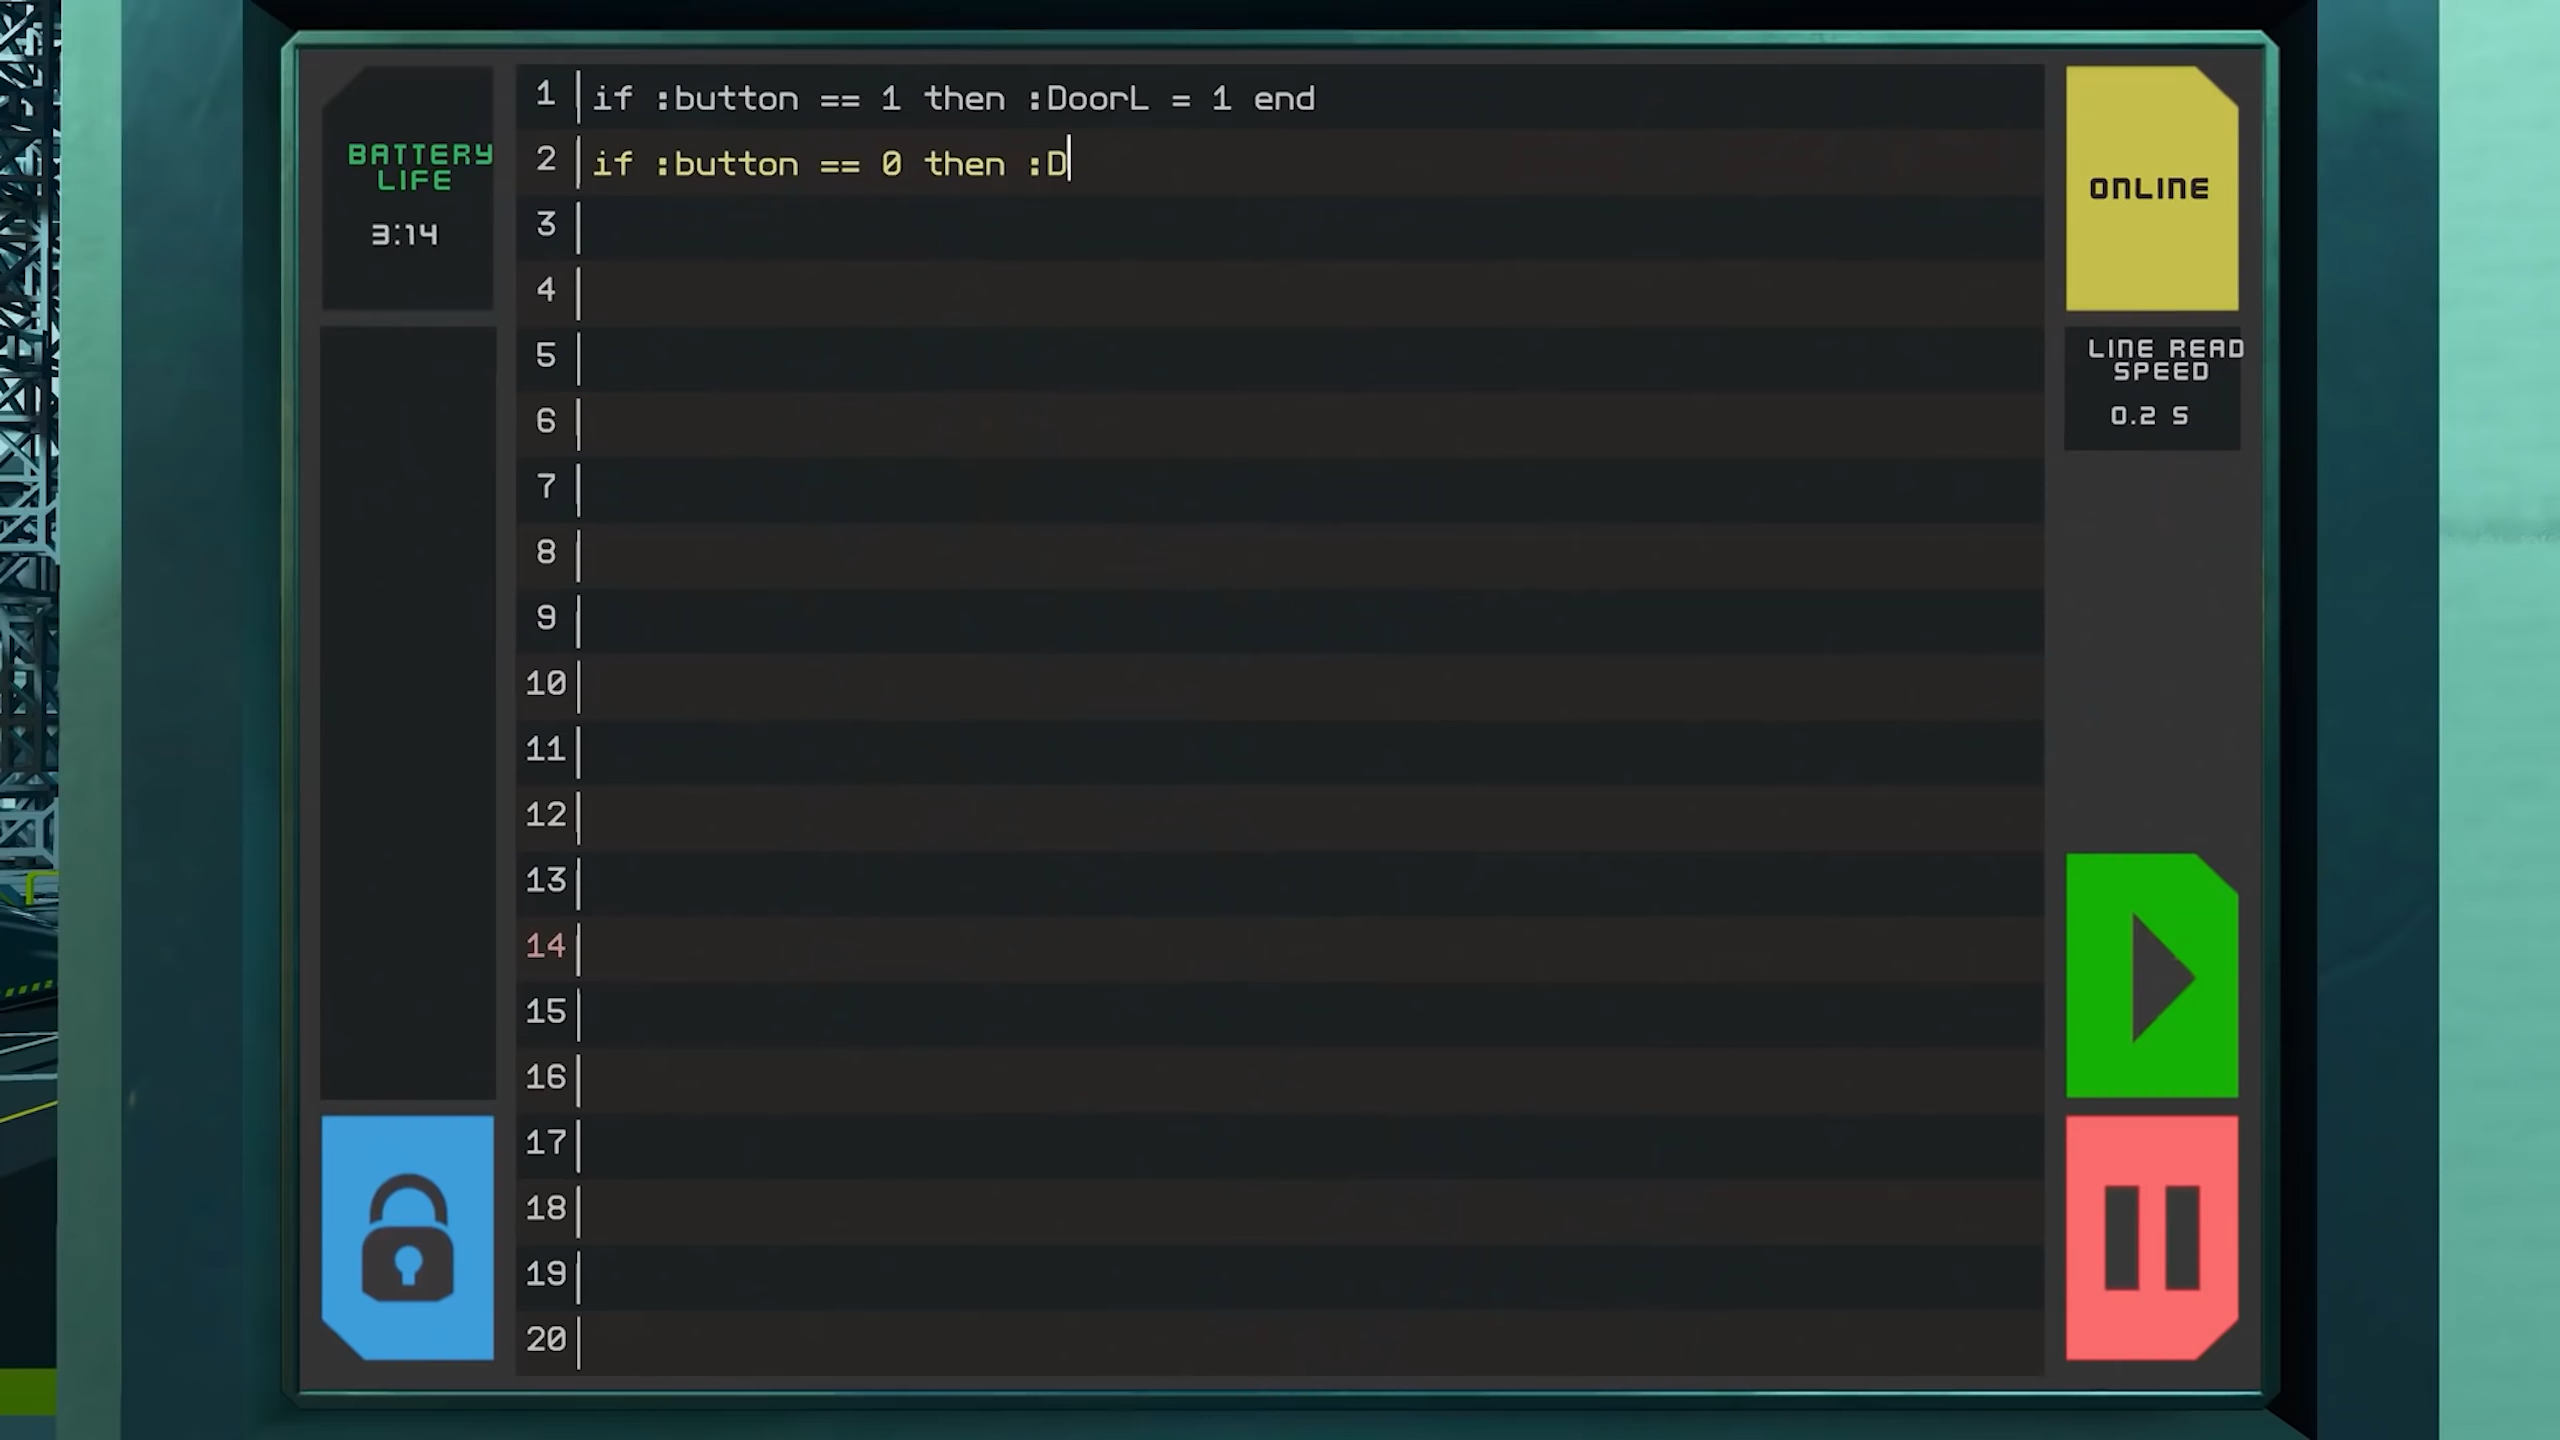 BATTERY
LIFE
3:14
1 if :button == 1 then :DoorL = 1 end
2 if :button == 0 then :D
3
4
5
6
7
8
9
10
11
12
13
14
15
16
17
18
19
20
ONLINE
LINE READ
SPEED
0.2 S